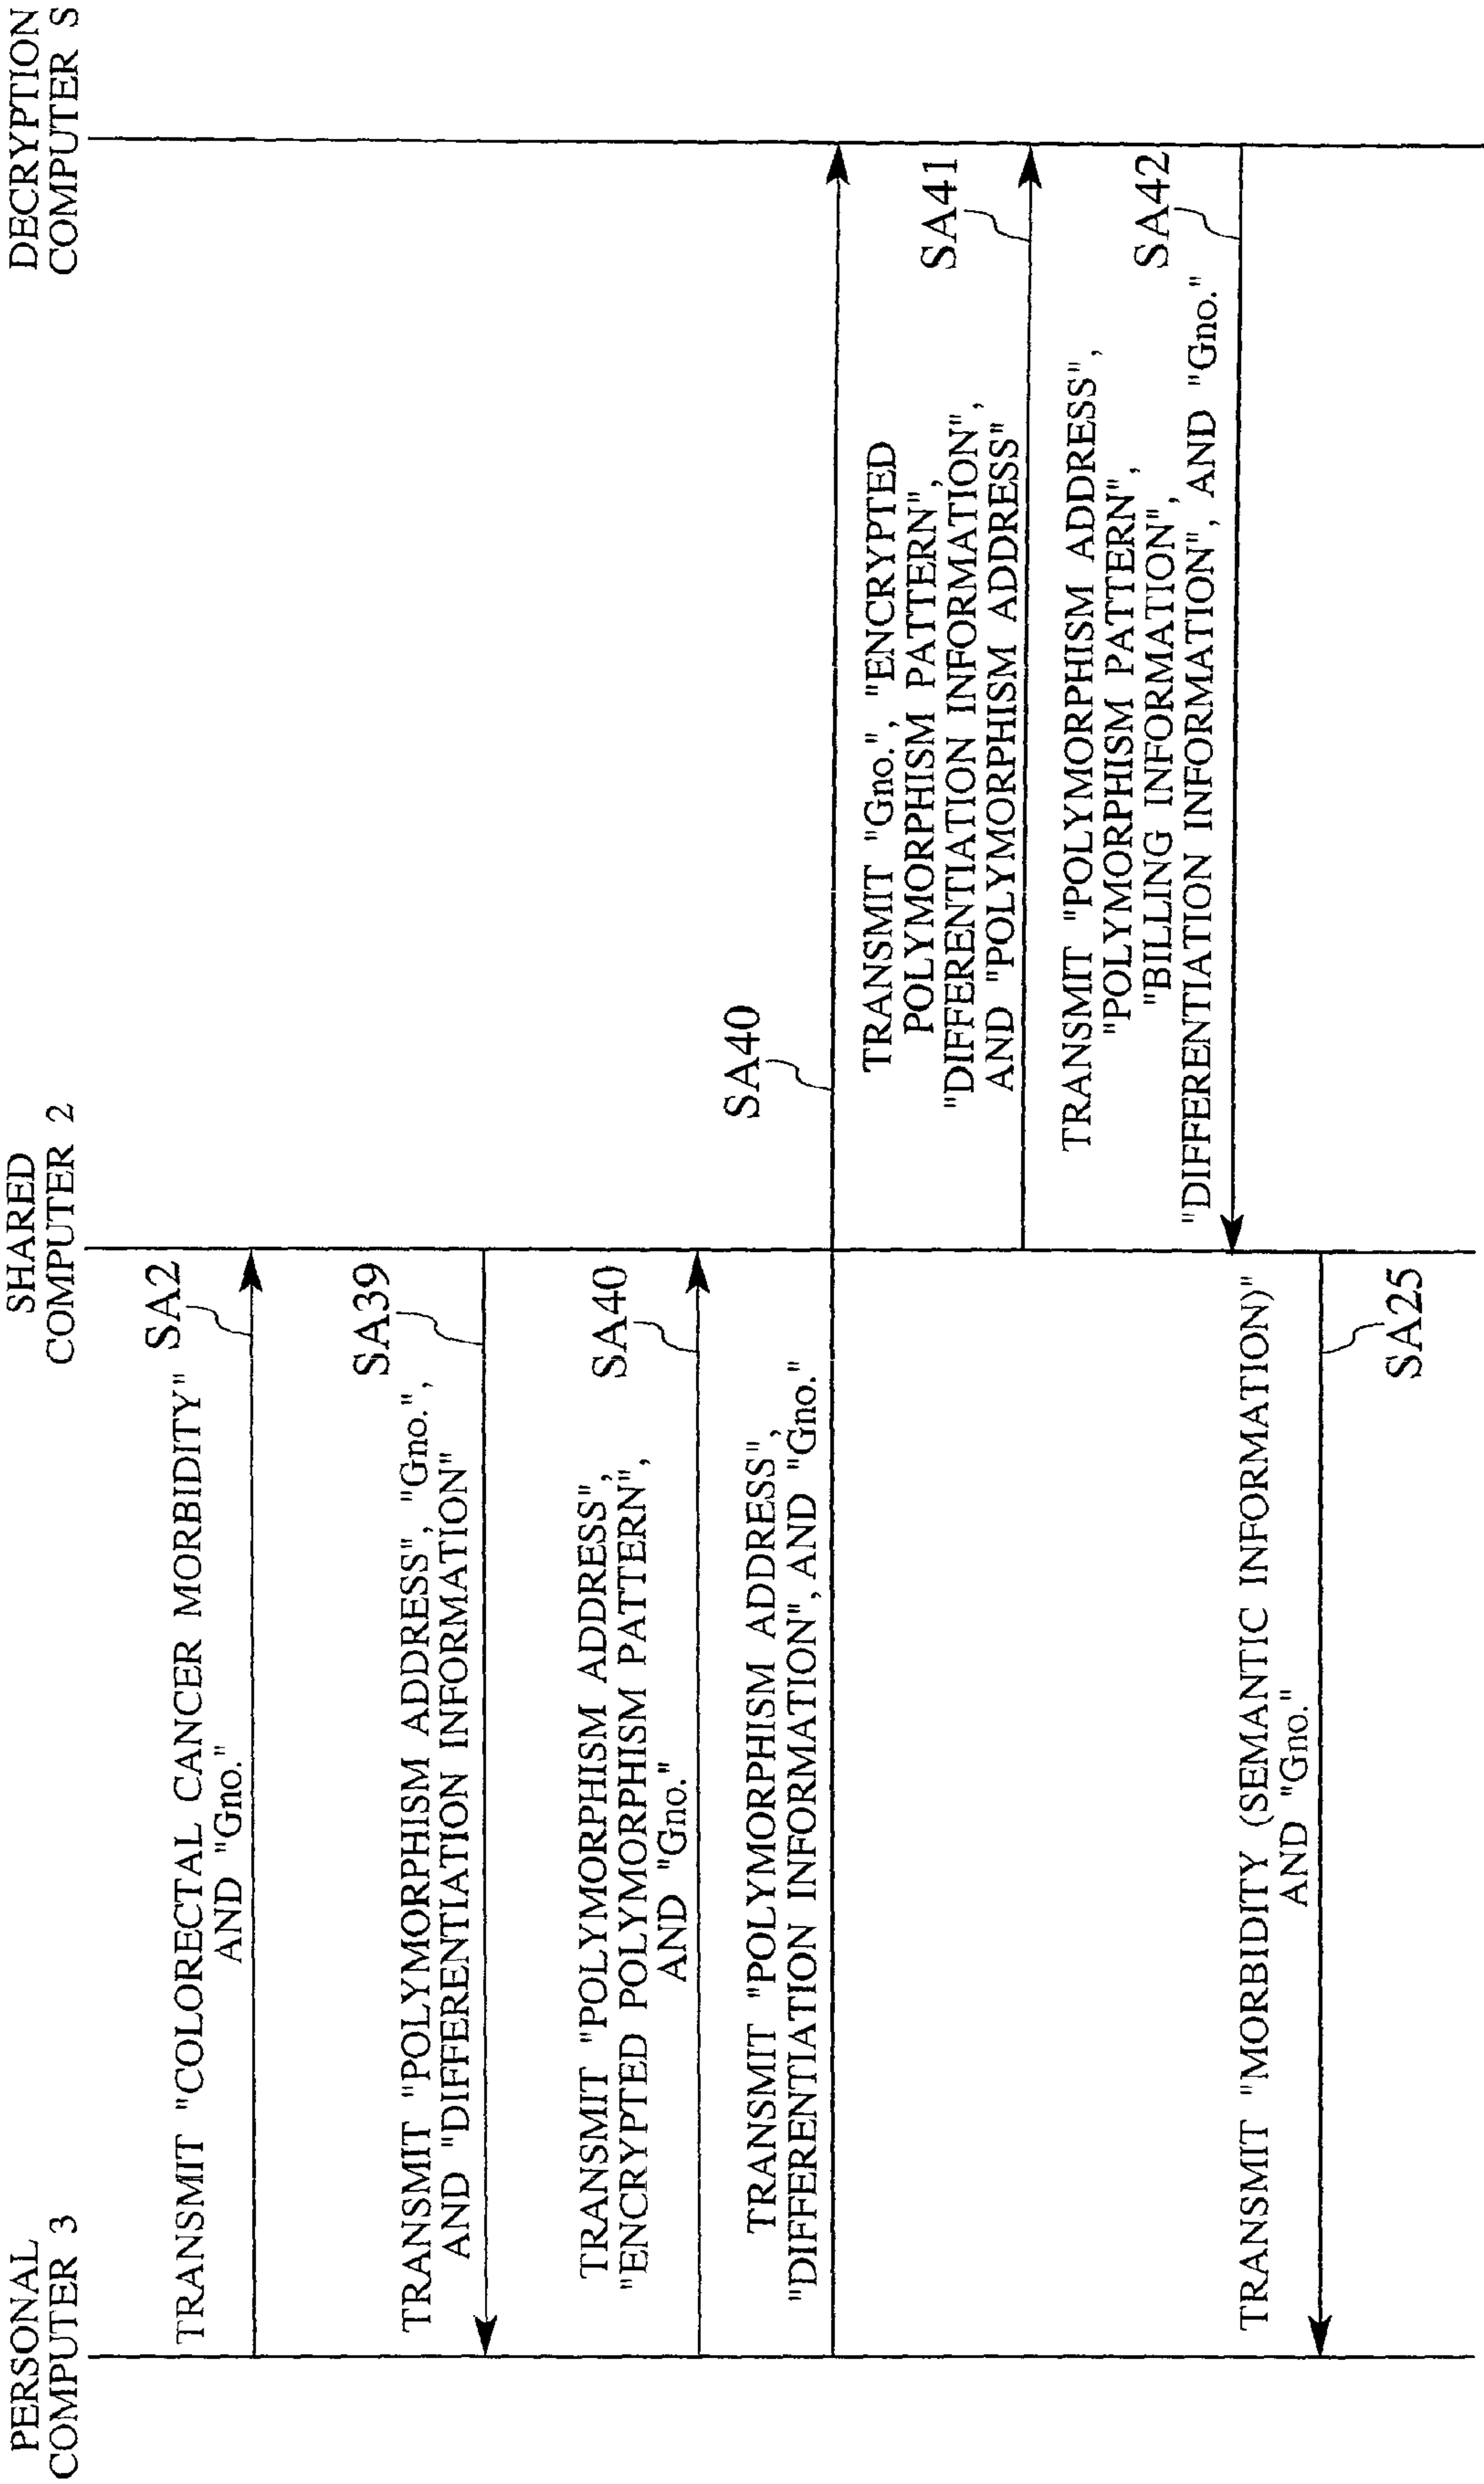 PERSONAL
COMPUTER 3
SHARED
COMPUTER 2
DECRYPTION
COMPUTER S
TRANSMIT "COLORECTAL CANCER MORBIDITY"
AND "Gno."
SA2
TRANSMIT "POLYMORPHISM ADDRESS", "Gno.",
AND "DIFFERENTIATION INFORMATION"
SA39
TRANSMIT "POLYMORPHISM ADDRESS",
"ENCRYPTED POLYMORPHISM PATTERN",
AND "Gno."
SA40
TRANSMIT "POLYMORPHISM ADDRESS",
"DIFFERENTIATION INFORMATION", AND "Gno."
SA40
TRANSMIT "Gno.", "ENCRYPTED
POLYMORPHISM PATTERN",
"DIFFERENTIATION INFORMATION",
AND "POLYMORPHISM ADDRESS"
SA41
TRANSMIT "POLYMORPHISM ADDRESS",
"POLYMORPHISM PATTERN",
"BILLING INFORMATION",
"DIFFERENTIATION INFORMATION", AND "Gno."
SA42
TRANSMIT "MORBIDITY (SEMANTIC INFORMATION)"
AND "Gno."
SA25